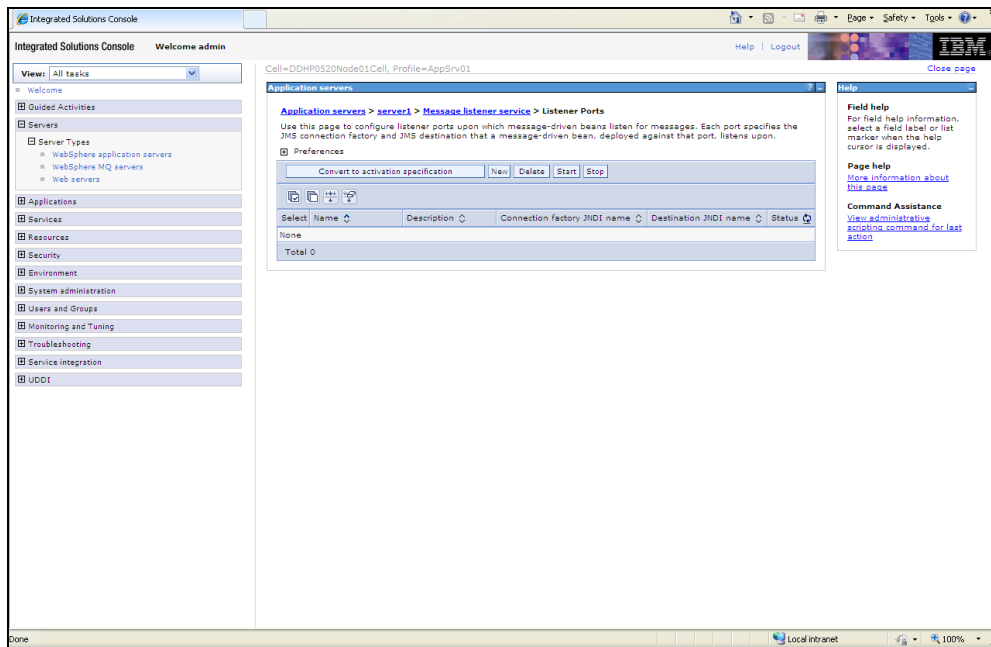 Integrated Solutions Console
Page Safety Tools
Integrated Solutions Console Welcome admin
Help | Logout
IBM.
View: All tasks
Welcome
Guided Activities
Servers
Server Types
WebSphere application servers
WebSphere MQ servers
Web servers
Applications
Services
Resources
Security
Environment
System administration
Users and Groups
Monitoring and Tuning
Troubleshooting
Service integration
UDDI
Cell=DDHP0520Node01Cell, Profile=AppSrv01
Close page
Application servers
Application servers > server1 > Message listener service > Listener Ports
Use this page to configure listener ports upon which message-driven beans listen for messages. Each port specifies the
JMS connection factory and JMS destination that a message-driven bean, deployed against that port, listens upon.
Preferences
Convert to activation specification New Delete Start Stop
Select Name Description Connection factory JNDI name Destination JNDI name Status
None
Total 0
Help
Field help
For field help information,
select a field label or list
marker when the help
cursor is displayed.
Page help
More information about
this page
Command Assistance
View administrative
scripting command for last
action
Done
Local intranet
100%